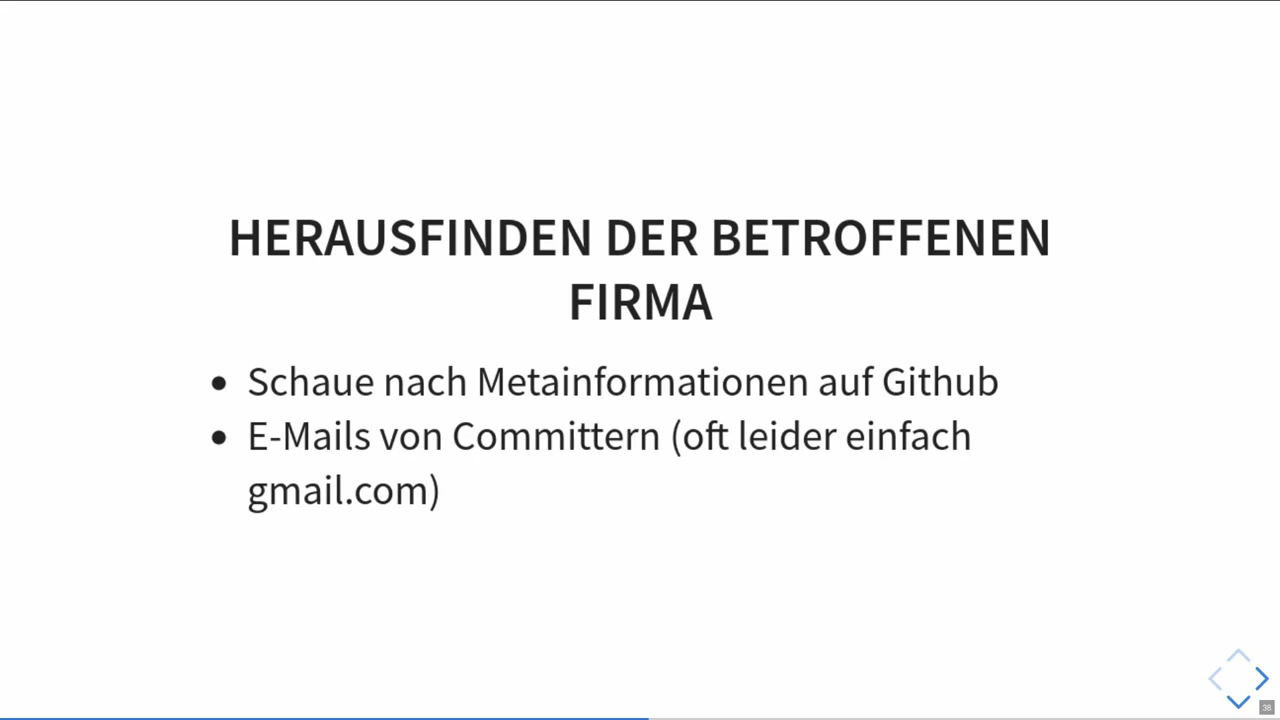 HERAUSFINDEN DER BETROFFENEN
FIRMA
• Schaue nach Metainformationen auf Github
• E-Mails von Committern (oft leider einfach
gmail.com)
38